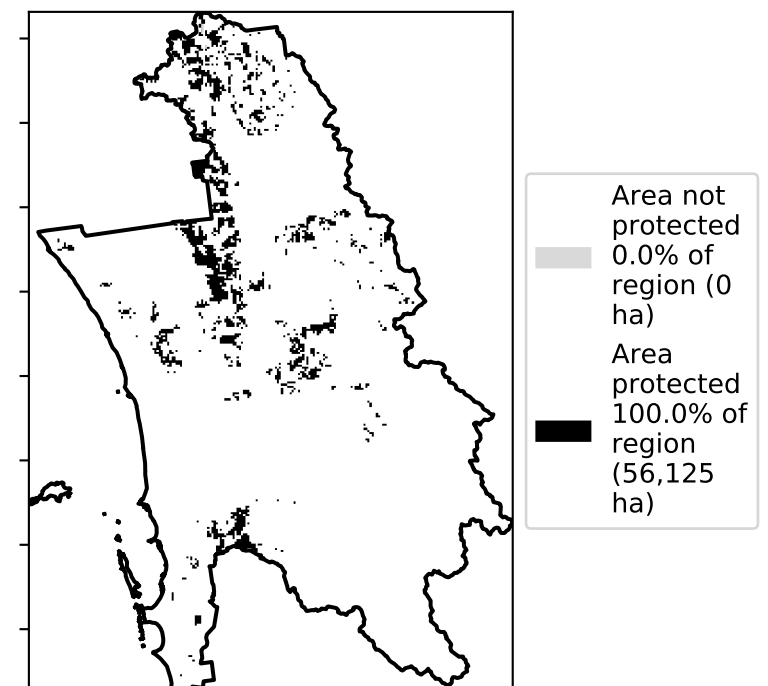 Area not
protected
0.0% of
region (0
ha)
Area
protected
100.0% of
region
(56,125
ha)